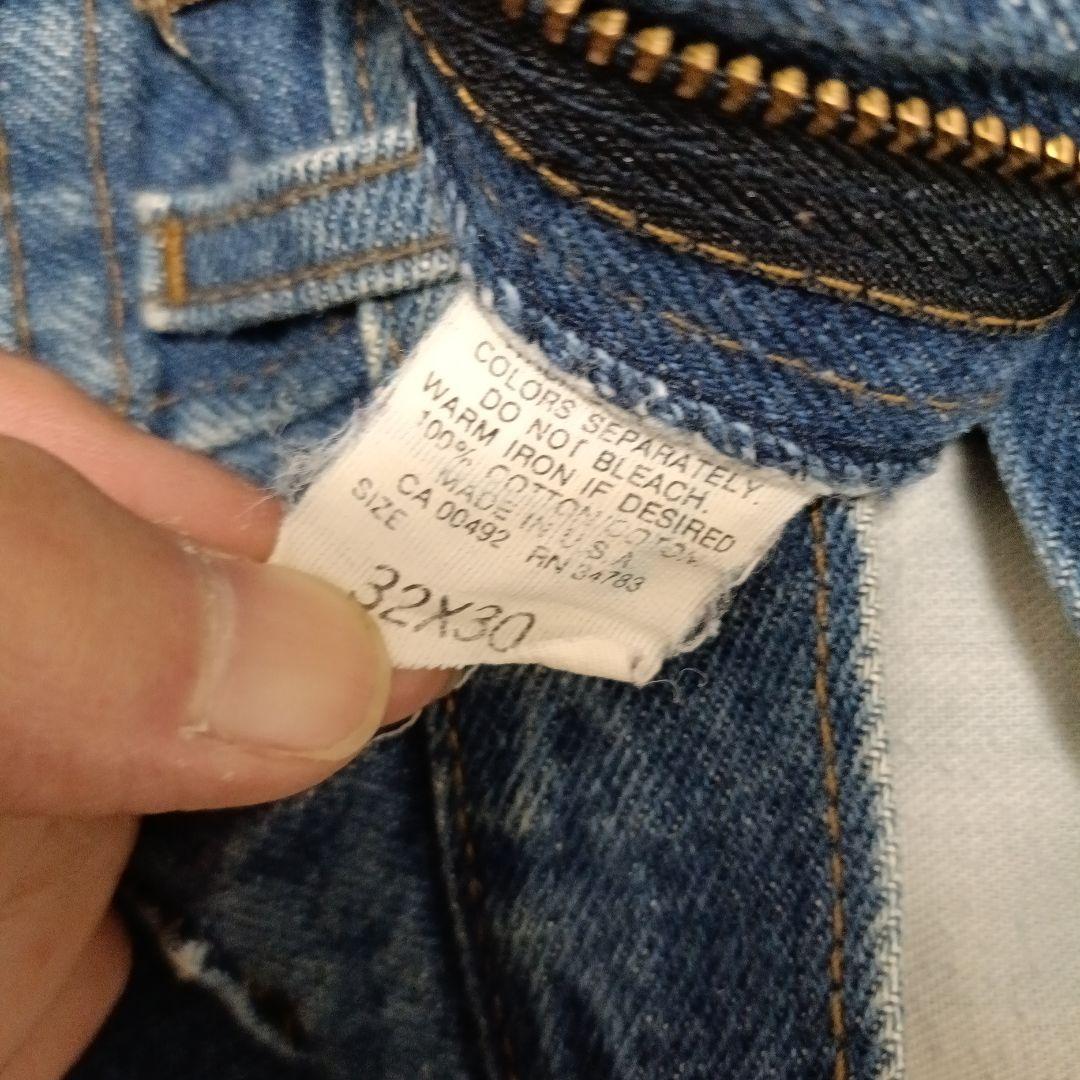 COLORS SEPARATELY.
DO NOT BLEACH.
WARM IRON IF DESIRED
100% COTTON/COTON
MADE IN U.S.A.
CA 00492 RN 34783
SIZE
32X30